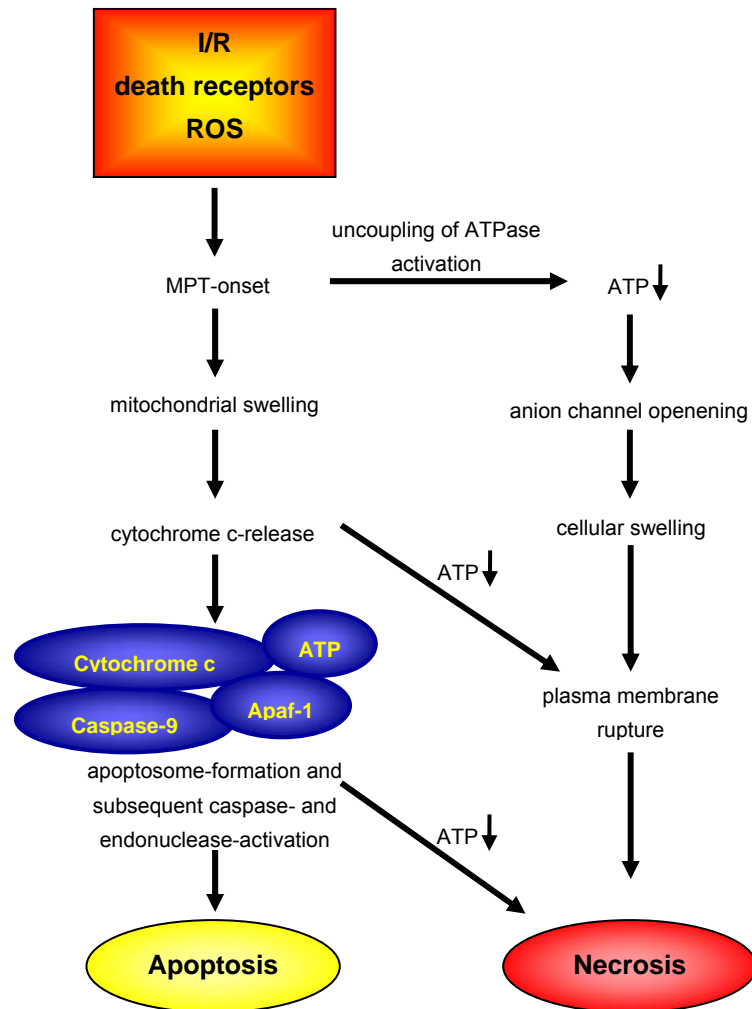 I/R
death receptors
ROS
uncoupling of ATPase
activation
MPT-onset
ATP
mitchondrial swelling
anion channel openening
cytochrome c-release
cellular swelling
ATP
Cytochrome c
ATP
Caspase-9
Apaf-1
plasma membrane
rupture
apoptosome-formation and
subsequent caspase- and
endonuclease-activation
ATP
Apoptosis
Necrosis